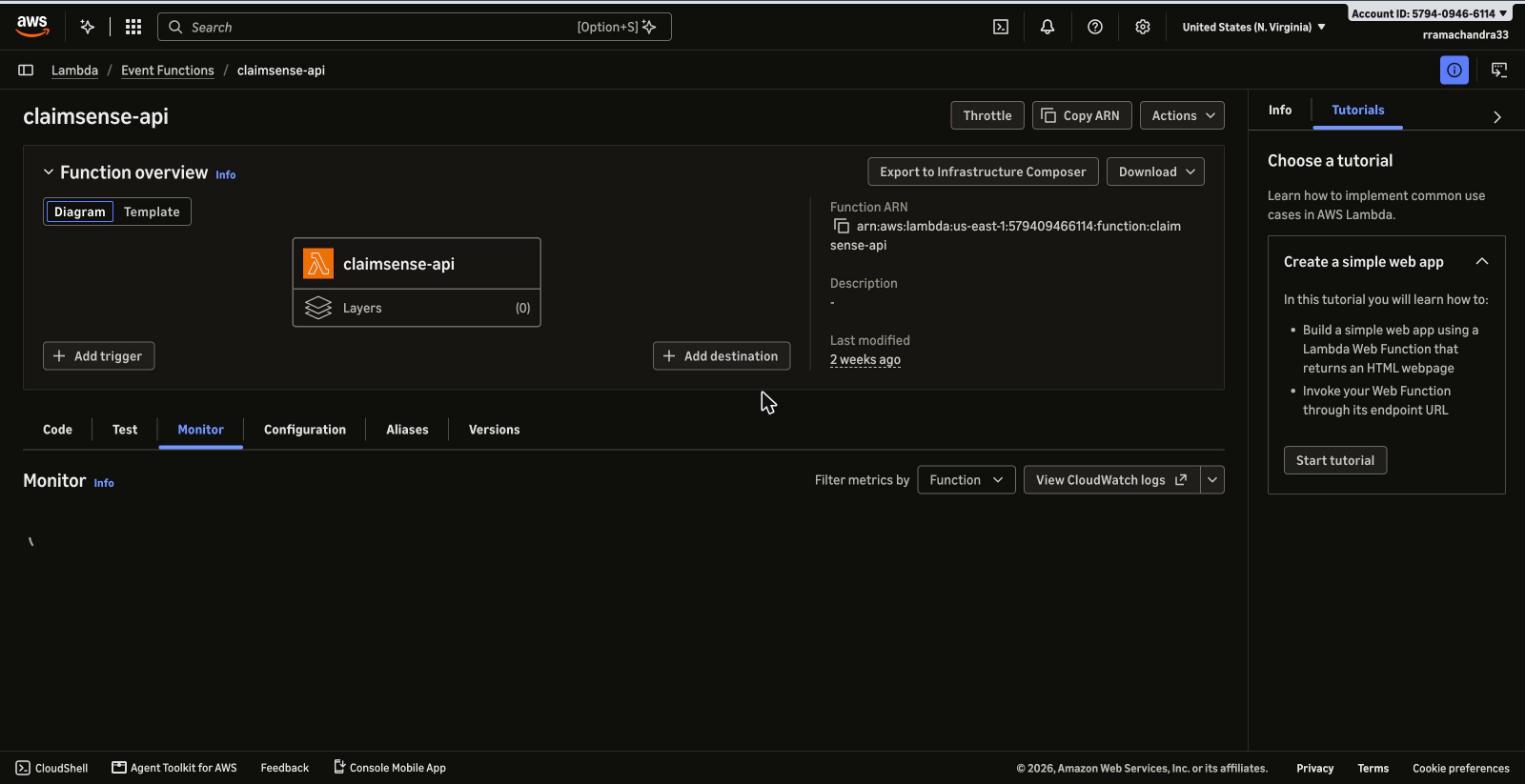 aws
Search
[Option+S]
United States (N. Virginia)
Account ID: 5794-0946-6114
rramachandra33
Lambda / Event Functions / claimsense-api
claimsense-api
Throttle
Copy ARN
Actions
Function overview Info
Export to Infrastructure Composer
Download
Diagram
Template
claimsense-api
Layers (0)
Add trigger
Add destination
Function ARN
arn:aws:lambda:us-east-1:579409466114:function:claim
sense-api
Description
-
Last modified
2 weeks ago
Code
Test
Monitor
Configuration
Aliases
Versions
Monitor Info
Filter metrics by
Function
View CloudWatch logs
Info
Tutorials
Choose a tutorial
Learn how to implement common use
cases in AWS Lambda.
Create a simple web app
In this tutorial you will learn how to:
• Build a simple web app using a
Lambda Web Function that
returns an HTML webpage
• Invoke your Web Function
through its endpoint URL
Start tutorial
CloudShell
Agent Toolkit for AWS
Feedback
Console Mobile App
© 2026, Amazon Web Services, Inc. or its affiliates.
Privacy
Terms
Cookie preferences